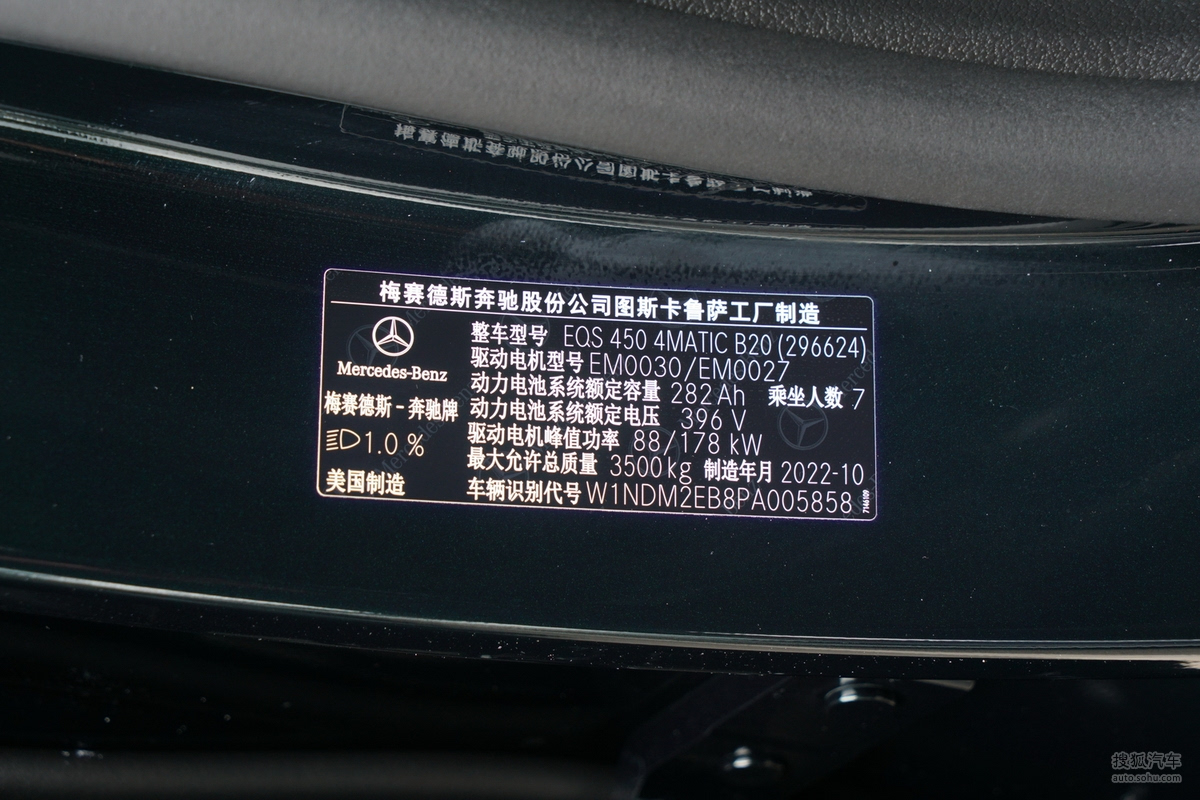 梅赛德斯奔驰股份公司图斯卡鲁萨工厂制造
Mercedes-Benz
梅赛德斯-奔驰牌
1.0 %
美国制造
整车型号 EQS 450 4MATIC B20 (296624)
驱动电机型号 EM0030/EM0027
动力电池系统额定容量 282 Ah 乘坐人数 7
动力电池系统额定电压 396 V
驱动电机峰值功率 88/178 kW
最大允许总质量 3500 kg 制造年月 2022-10
车辆识别代号 W1NDM2EB8PA005858
搜狐汽车
auto.sohu.com